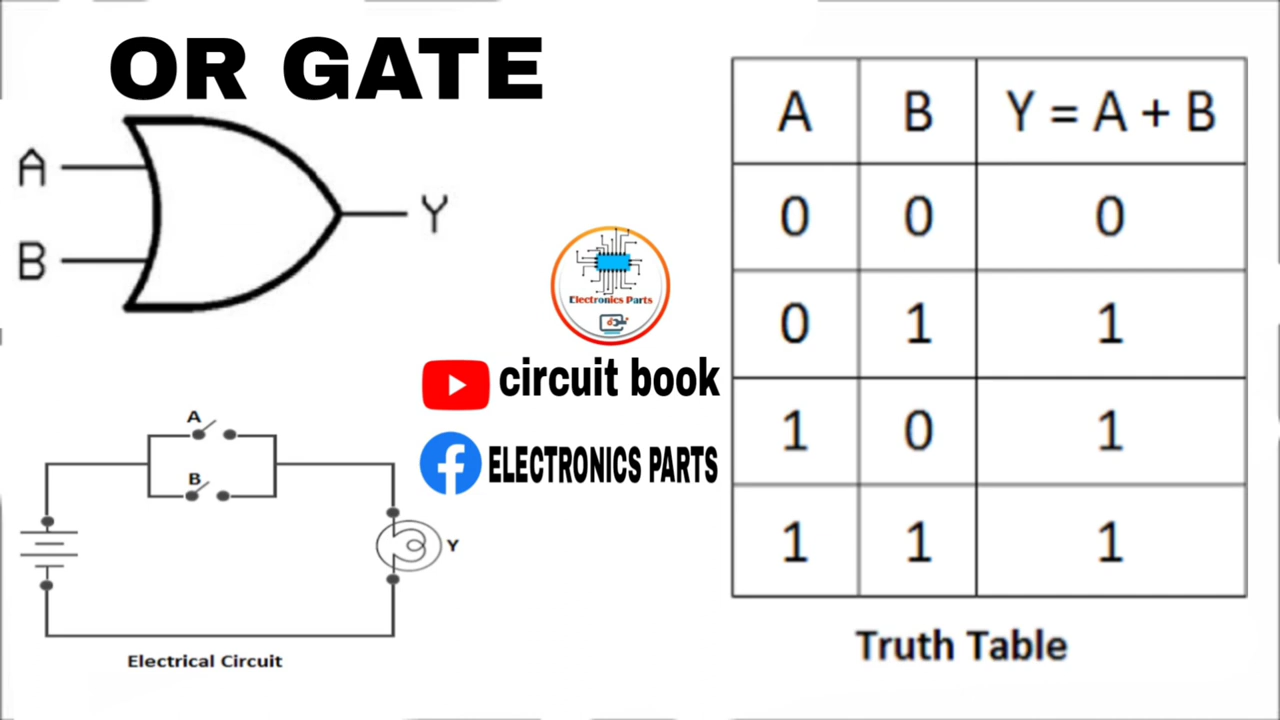 OR GATE
A
B
Y
A
B
Y
Electrical Circuit
Electronics Parts
circuit book
ELECTRONICS PARTS
A B Y = A + B
0 0 0
0 1 1
1 0 1
1 1 1
Truth Table